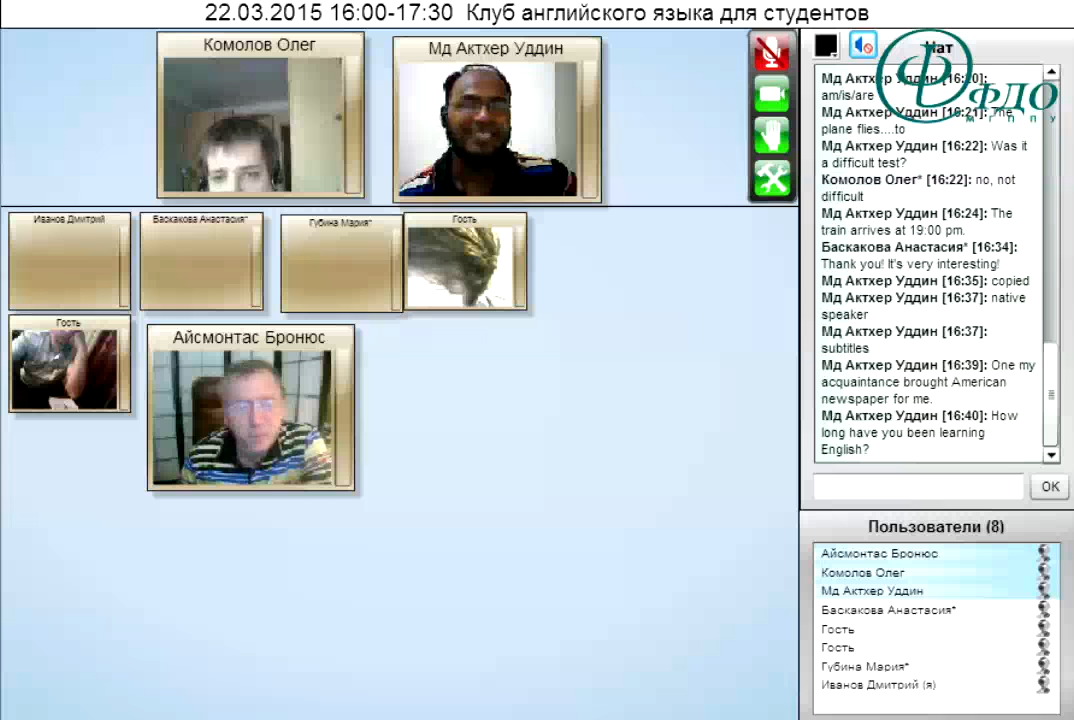 22.03.2015 16:00-17:30 Клуб английского языка для студентов
Комолов Олег
Мд Актхер Уддин
Иванов Дмитрий
Баскакова Анастасия*
Губина Мария*
Гость
Гость
Айсмонтас Бронюс
Чат
ФДО
МГППУ
Мд Актхер Уддин [16:20]:
am/is/are
Мд Актхер Уддин [16:21]: The
plane flies....to
Мд Актхер Уддин [16:22]: Was it
a difficult test?
Комолов Олег* [16:22]: no, not
difficult
Мд Актхер Уддин [16:24]: The
train arrives at 19:00 pm.
Баскакова Анастасия* [16:34]:
Thank you! It's very interesting!
Мд Актхер Уддин [16:35]: copied
Мд Актхер Уддин [16:37]: native
speaker
Мд Актхер Уддин [16:37]:
subtitles
Мд Актхер Уддин [16:39]: One my
acquaintance brought American
newspaper for me.
Мд Актхер Уддин [16:40]: How
long have you been learning
English?
OK
Пользователи (8)
Айсмонтас Бронюс
Комолов Олег
Мд Актхер Уддин
Баскакова Анастасия*
Гость
Гость
Губина Мария*
Иванов Дмитрий (я)